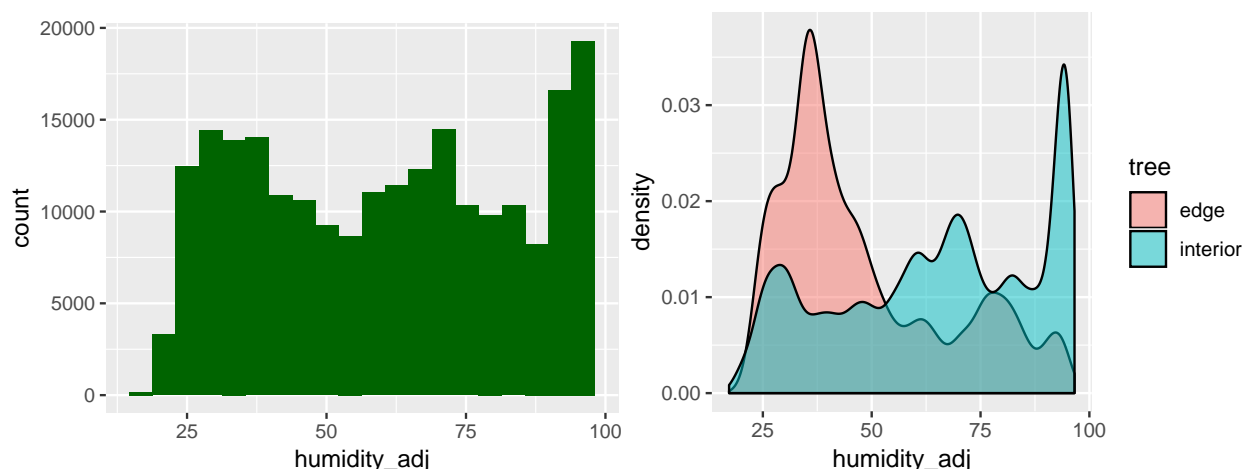 20000
15000
10000
5000
0
count
25
50
75
100
humidity_adj
0.03
0.02
0.01
0.00
density
25
50
75
100
humidity_adj
tree
edge
interior